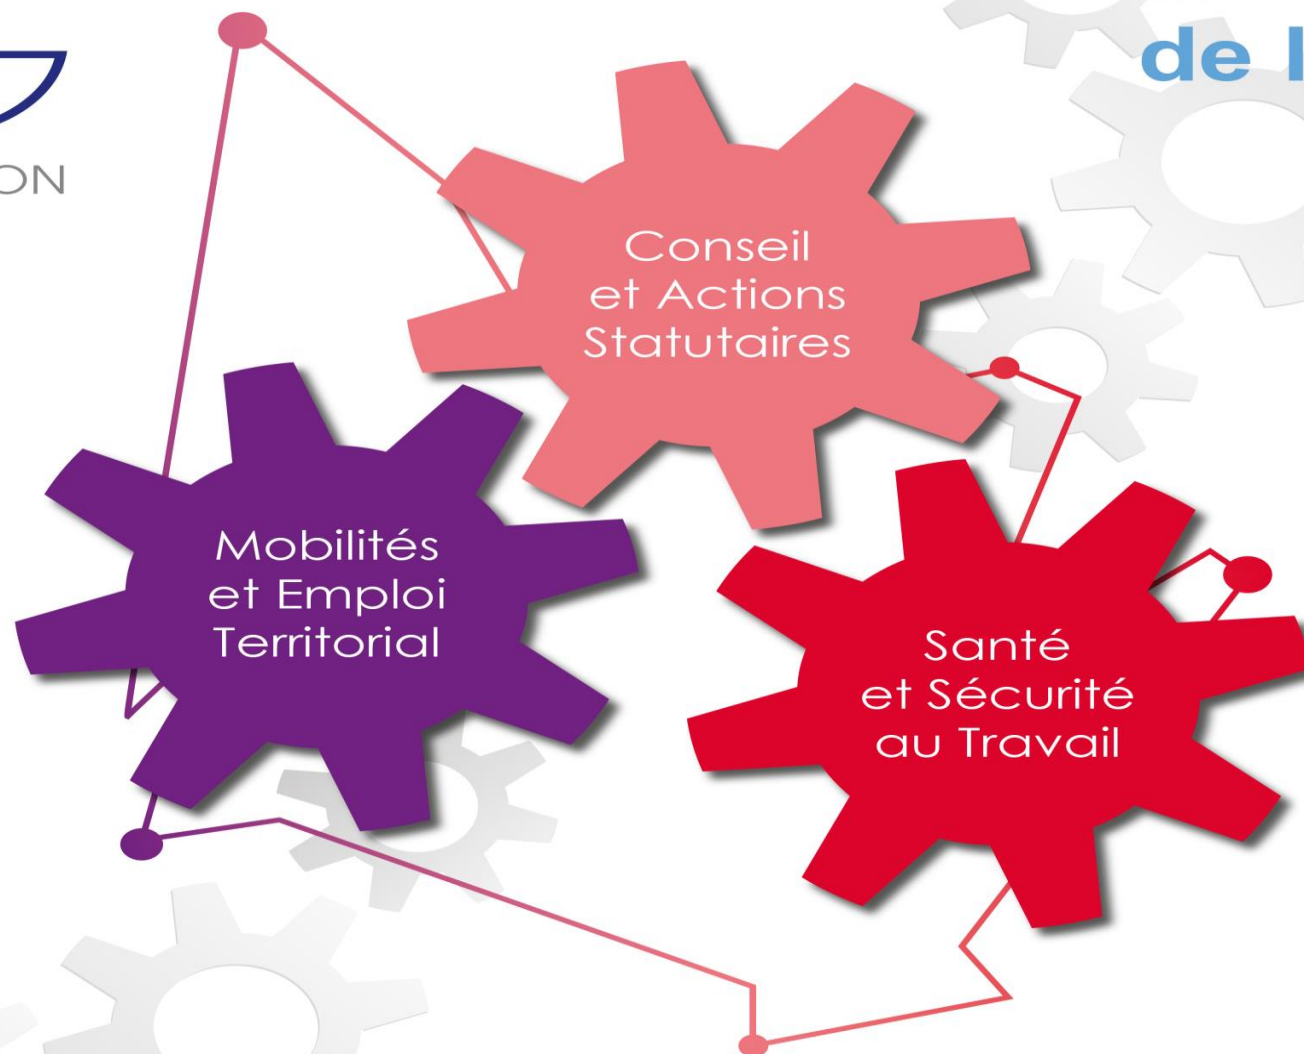 de l
ON
Conseil
et Actions
Statutaires
Mobilités
et Emploi
Territorial
Santé
et Sécurité
au Travail